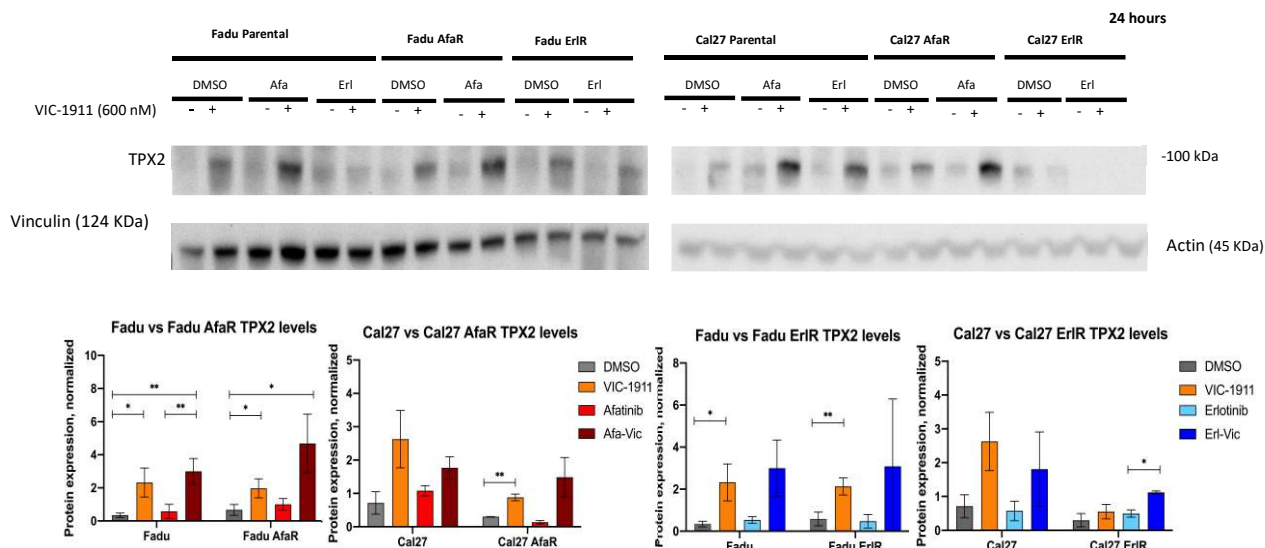 24 hours
Fadu Parental Fadu AfaR Fadu ErlR Cal27 Parental Cal27 AfaR Cal27 ErlR
DMSO Afa Erl DMSO Afa DMSO Erl DMSO Afa Erl DMSO Afa DMSO Erl
VIC-1911 (600 nM) - + - + - + - + - + - + - + - + - + - + - + - + - + - +
TPX2 -100 kDa
Vinculin (124 KDa) Actin (45 KDa)
Fadu vs Fadu AfaR TPX2 levels
Protein expression, normalized
10
8
6
4
2
0
** 
* **
*
*
Fadu Fadu AfaR
Cal27 vs Cal27 AfaR TPX2 levels
Protein expression, normalized
5
4
3
2
1
0
**
Cal27 Cal27 AfaR
DMSO
VIC-1911
Afatinib
Afa-Vic
Fadu vs Fadu ErlR TPX2 levels
Protein expression, normalized
8
6
4
2
0
* **
Fadu Fadu ErlR
Cal27 vs Cal27 ErlR TPX2 levels
Protein expression, normalized
5
4
3
2
1
0
*
Cal27 Cal27 ErlR
DMSO
VIC-1911
Erlotinib
Erl-Vic